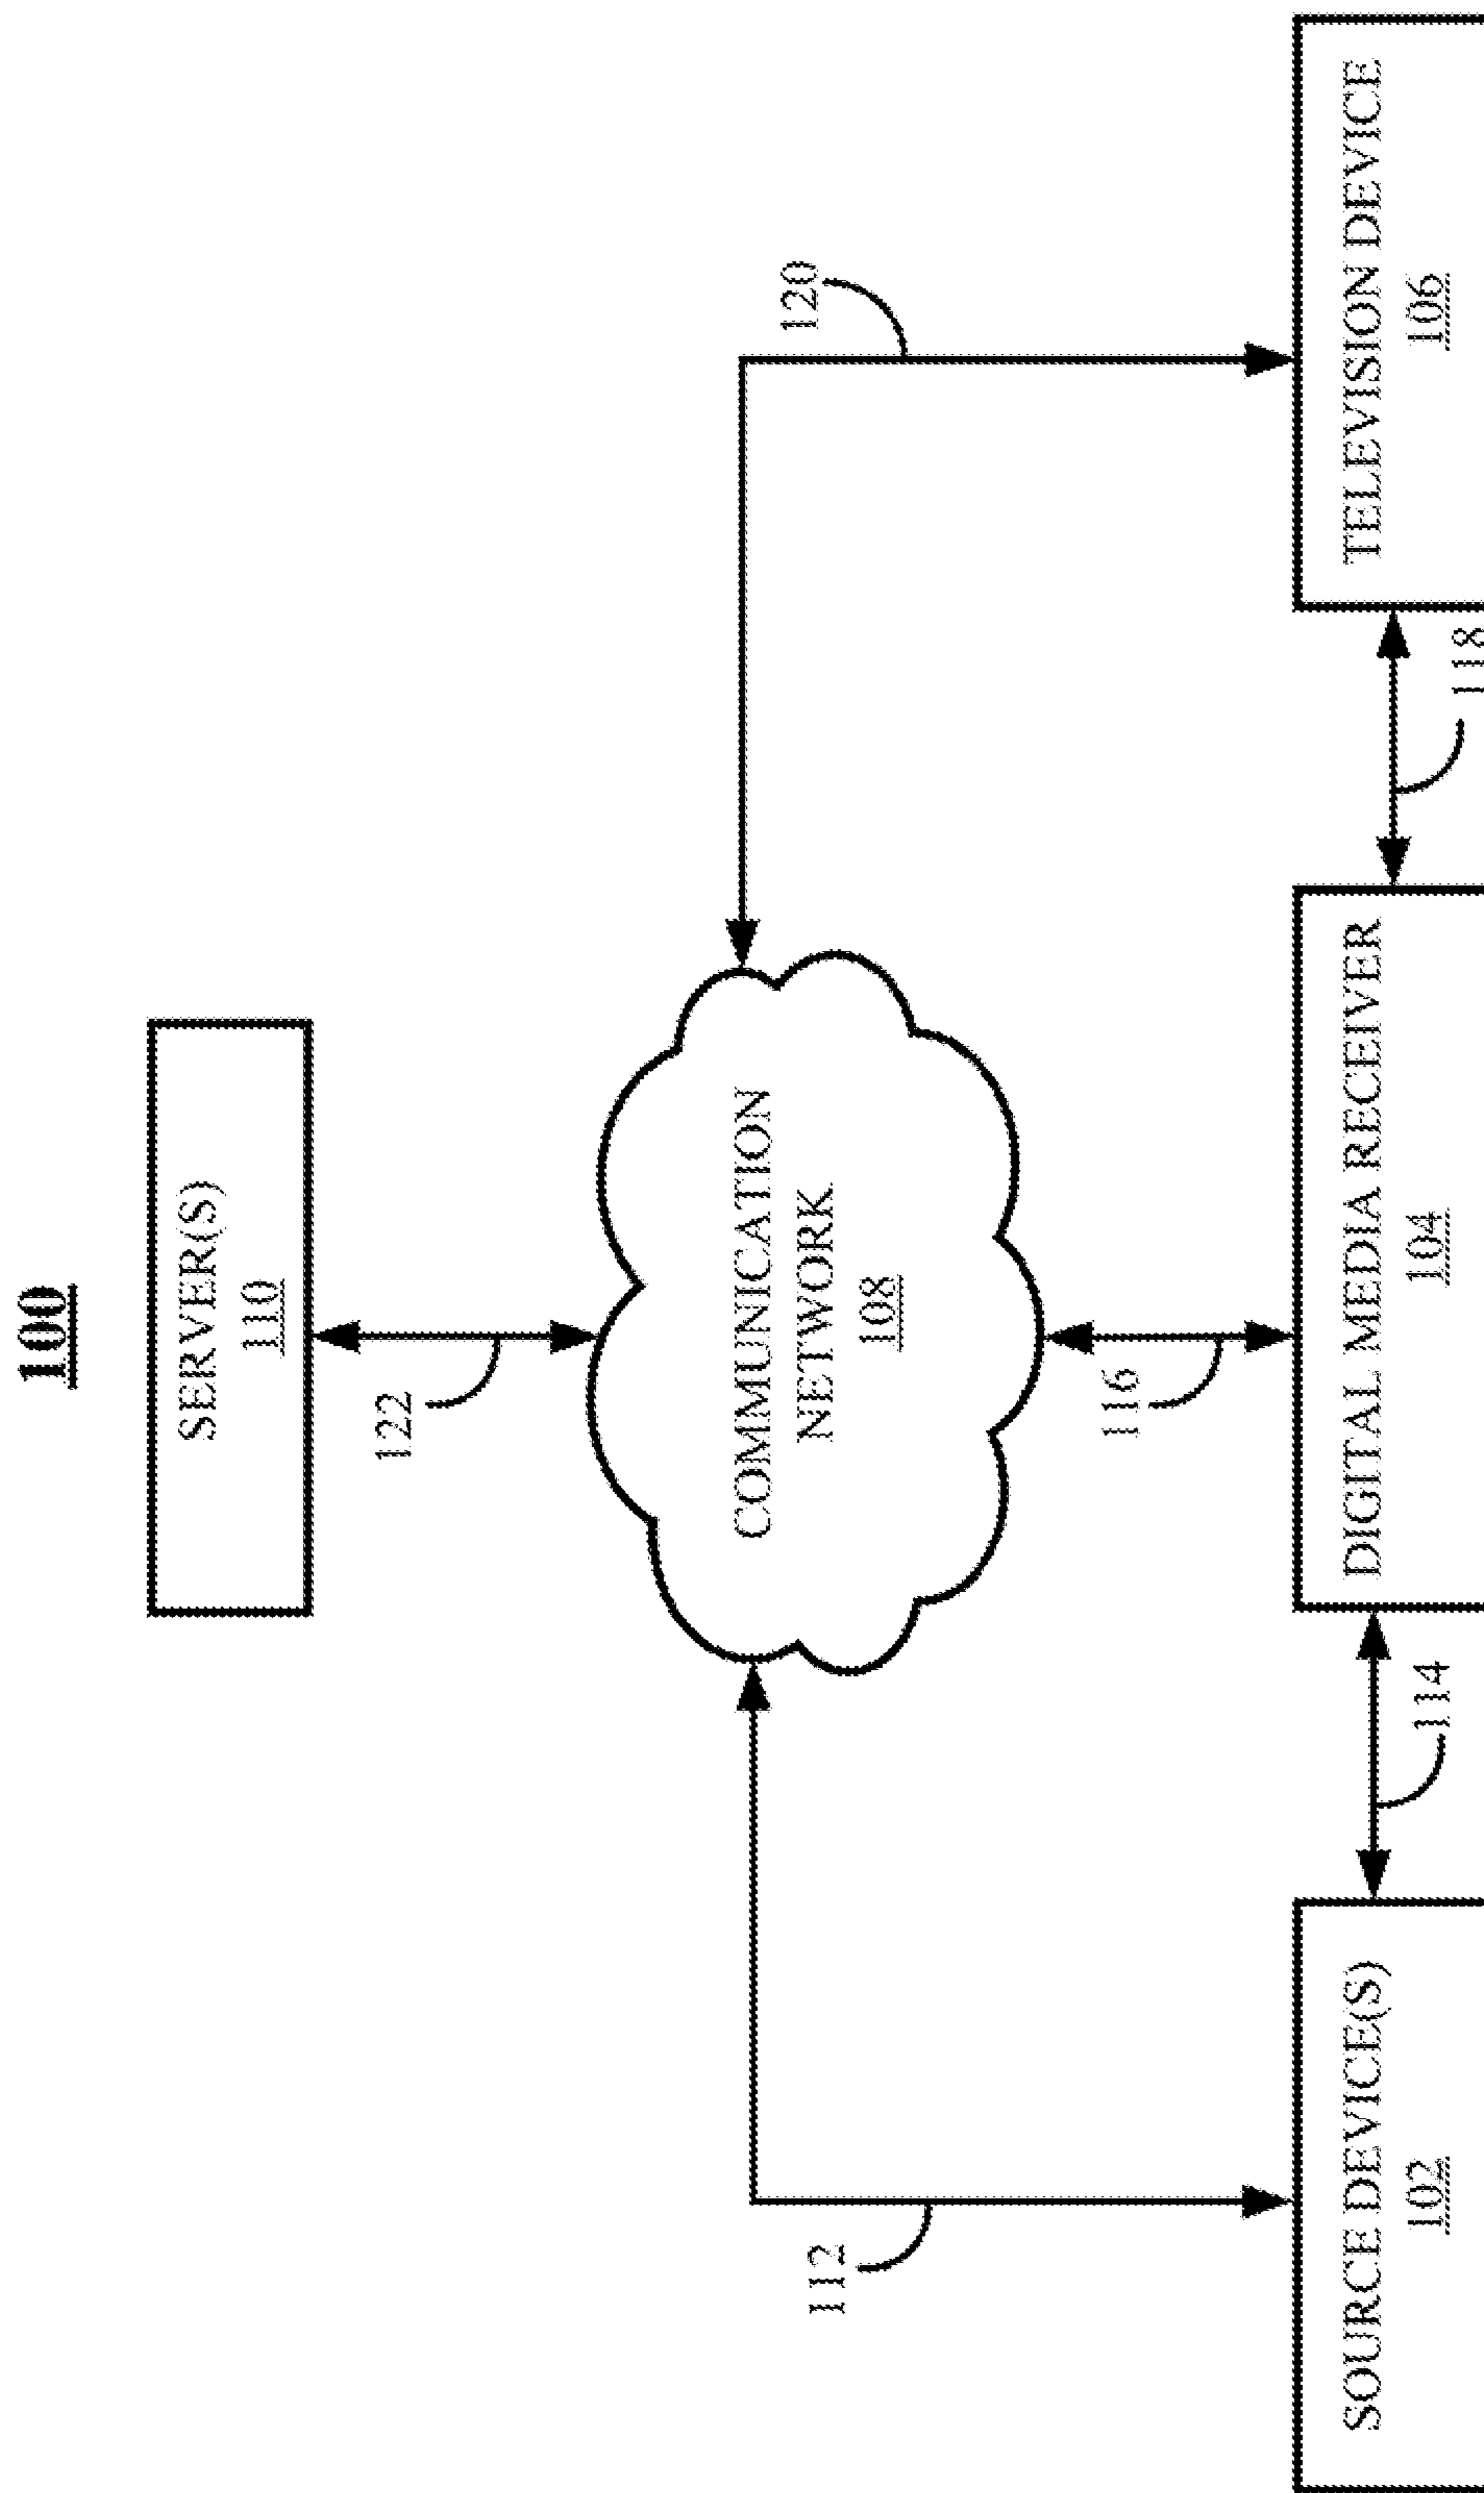 100
SERVER(S)
110
122
COMMUNICATION
NETWORK
108
112
120
116
SOURCE DEVICE(S)
102
114
DIGITAL MEDIA RECEIVER
104
118
TELEVISION DEVICE
106